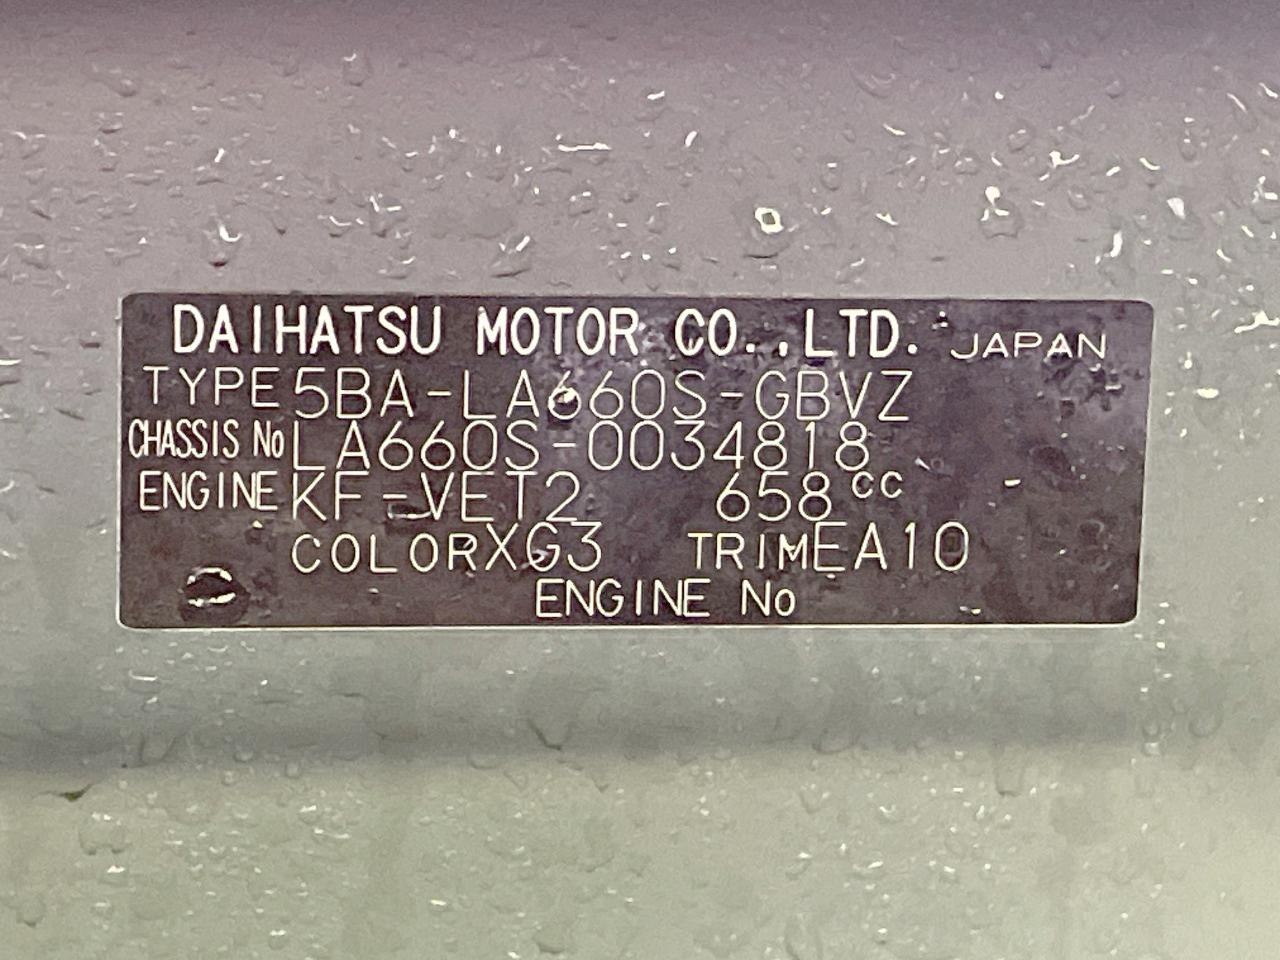 DAIHATSU MOTOR CO.,LTD. JAPAN
TYPE 5BA-LA660S-GBVZ
CHASSIS No LA660S-0034818
ENGINE KF-VET2 658cc
COLOR XG3 TRIM EA10
ENGINE No